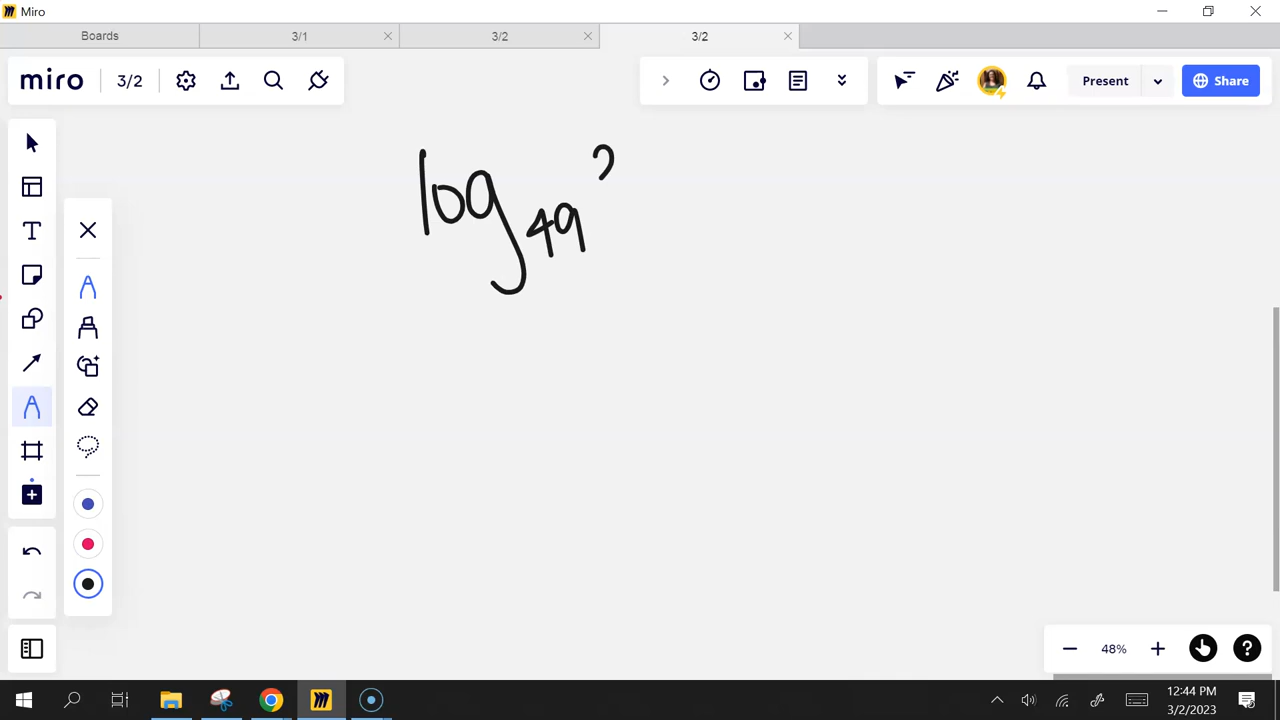 Miro
Boards 3/1 3/2 3/2
miro 3/2 Present Share
log₄₉
48%
12:44 PM
3/2/2023